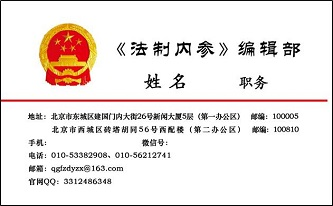 《法制内参》编辑部
姓名 职务
地址：北京市东城区建国门内大街26号新闻大厦5层（第一办公区） 邮编：100005
北京市西城区砖塔胡同56号西配楼（第二办公区） 邮编：100810
手机： 微信号：
电话：010-53382908、010-56212741
邮箱：qgfzdyzx@163.com
官网QQ：3312486348